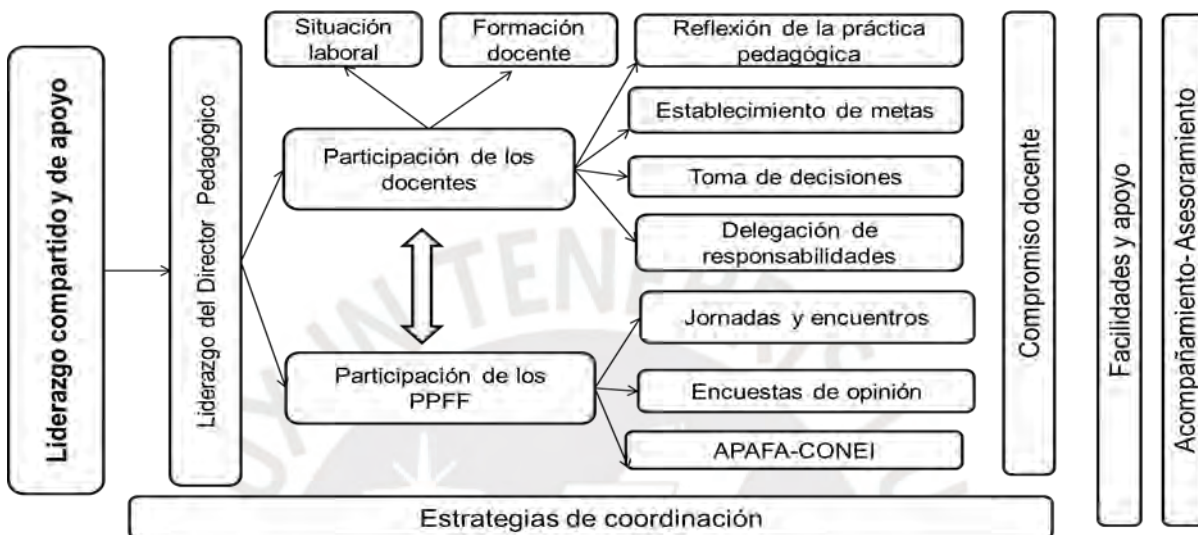 Liderazgo compartido y de apoyo
Liderazgo del Director Pedagógico
Situación
laboral
Formación
docente
Participación de los
docentes
Participación de los
PPFF
Reflexión de la práctica
pedagógica
Establecimiento de metas
Toma de decisiones
Delegación de
responsabilidades
Jornadas y encuentros
Encuestas de opinión
APAFA-CONEI
Compromiso docente
Facilidades y apoyo
Acompañamiento- Asesoramiento
Estrategias de coordinación